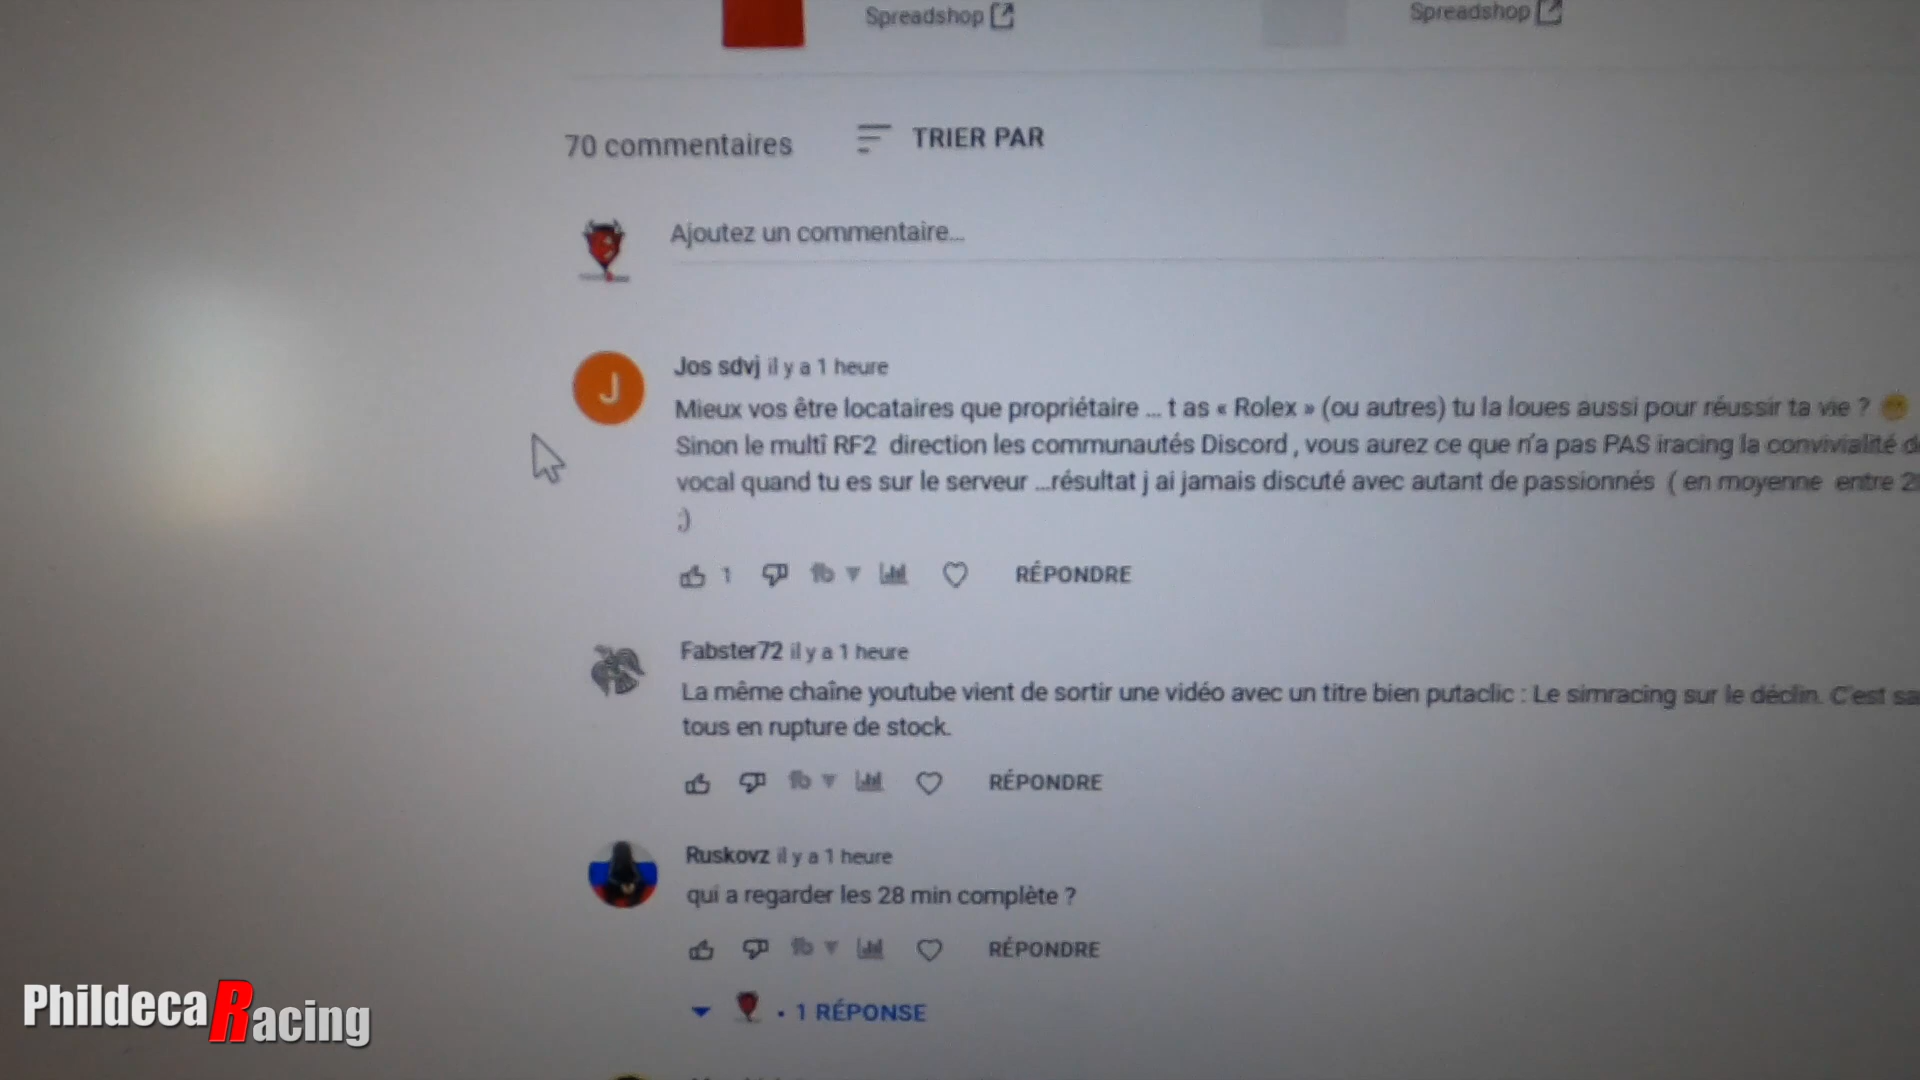 Spreadshop
Spreadshop
70 commentaires
TRIER PAR
Ajoutez un commentaire...
Jos sdvj il y a 1 heure
J
Mieux vos être locataires que propriétaire ... t as « Rolex » (ou autres) tu la loues aussi pour réussir ta vie ?
Sinon le multî RF2 direction les communautés Discord , vous aurez ce que n'a pas PAS iracing la convivialité
vocal quand tu es sur le serveur ...résultat j ai jamais discuté avec autant de passionnés ( en moyenne entre
;)
1
RÉPONDRE
Fabster72 il y a 1 heure
La même chaîne youtube vient de sortir une vidéo avec un titre bien putaclic : Le simracing sur le déclin. C'est
tous en rupture de stock.
RÉPONDRE
Ruskovz il y a 1 heure
qui a regarder les 28 min complète ?
RÉPONDRE
• 1 RÉPONSE
Phildeca Racing